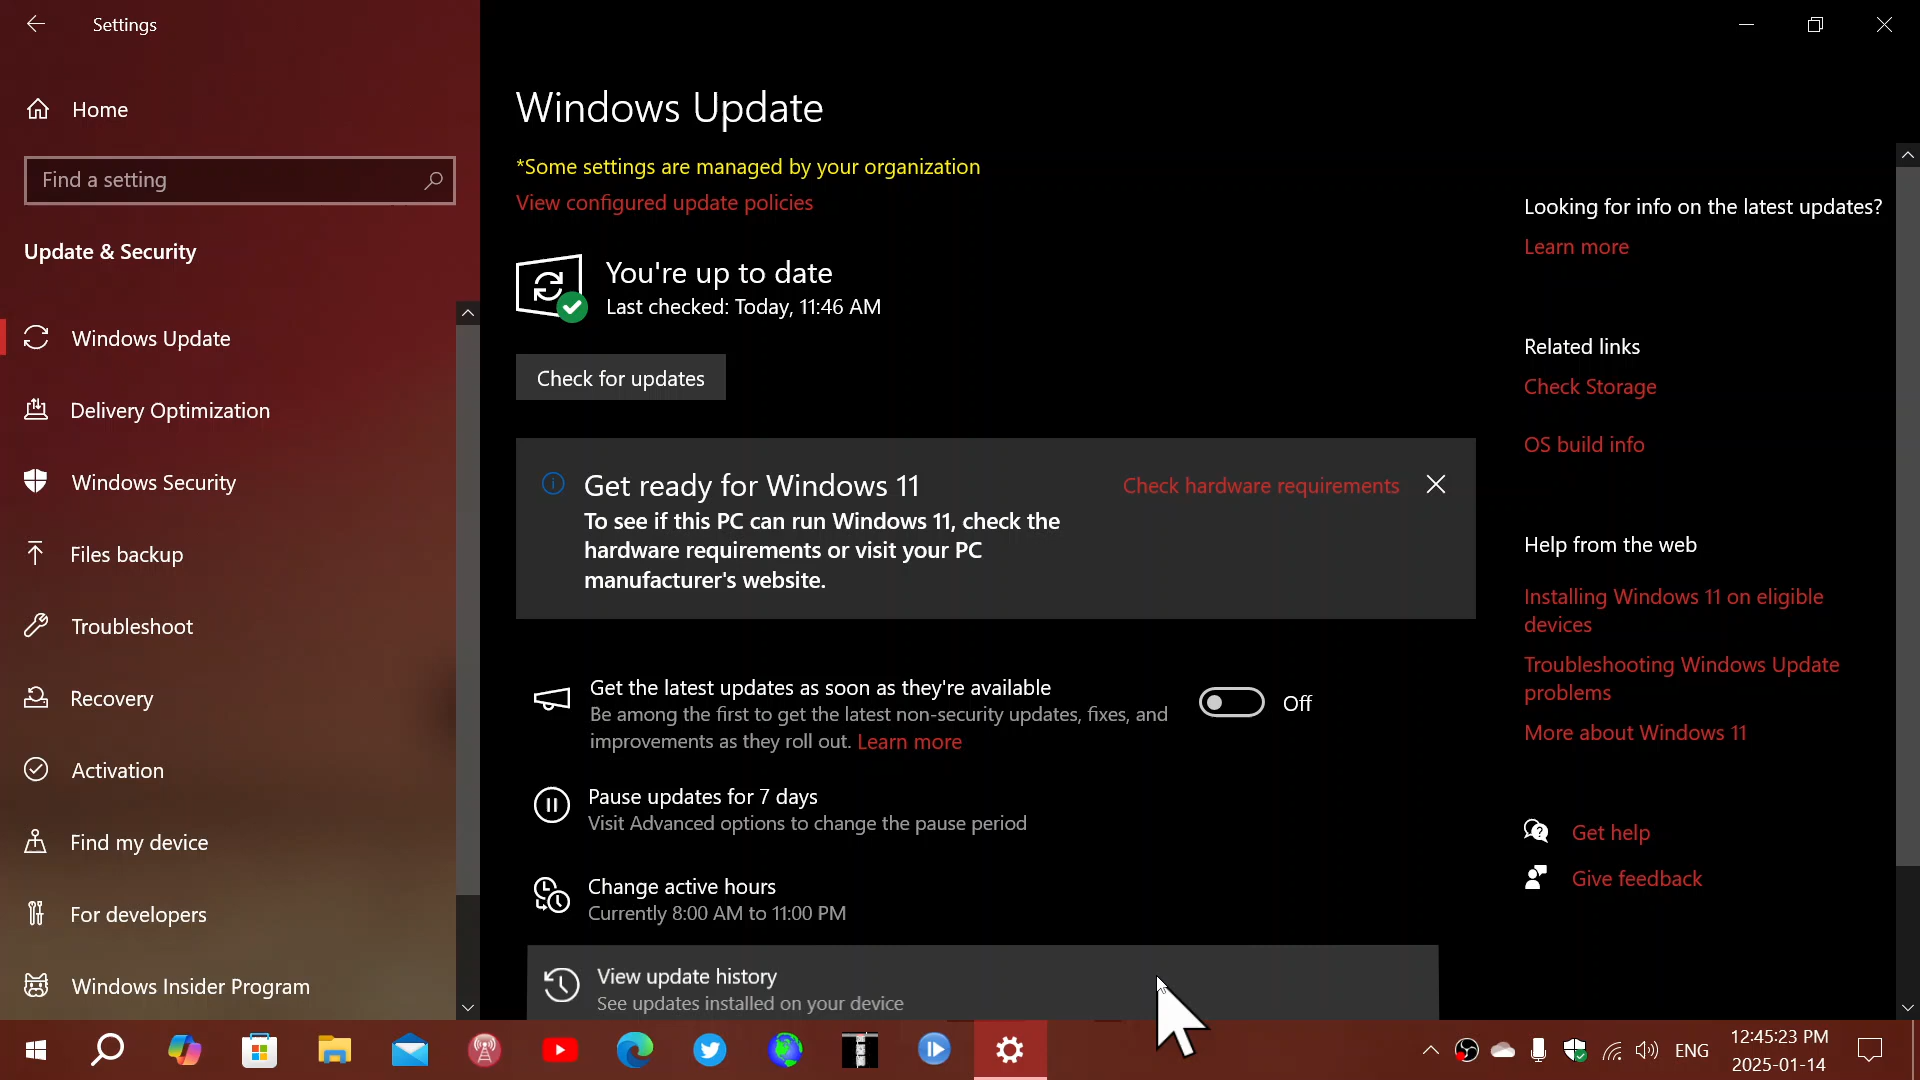 Settings
Home
Find a setting
Update & Security
Windows Update
Delivery Optimization
Windows Security
Files backup
Troubleshoot
Recovery
Activation
Find my device
For developers
Windows Insider Program
Windows Update
*Some settings are managed by your organization
View configured update policies
You're up to date
Last checked: Today, 11:46 AM
Check for updates
Get ready for Windows 11
Check hardware requirements
To see if this PC can run Windows 11, check the
hardware requirements or visit your PC
manufacturer's website.
Get the latest updates as soon as they're available
Be among the first to get the latest non-security updates, fixes, and
improvements as they roll out. Learn more
Off
Pause updates for 7 days
Visit Advanced options to change the pause period
Change active hours
Currently 8:00 AM to 11:00 PM
View update history
See updates installed on your device
Looking for info on the latest updates?
Learn more
Related links
Check Storage
OS build info
Help from the web
Installing Windows 11 on eligible
devices
Troubleshooting Windows Update
problems
More about Windows 11
Get help
Give feedback
ENG
12:45:23 PM
2025-01-14